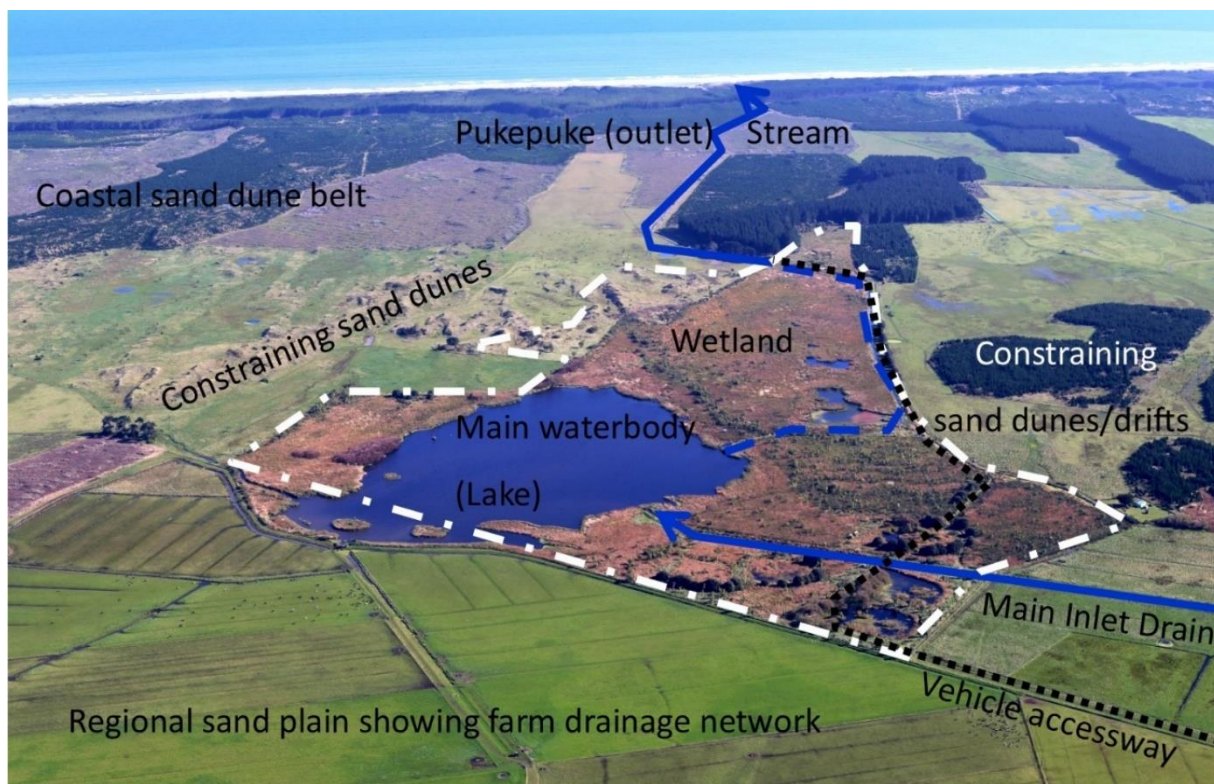 Pukepuke (outlet) Stream
Coastal sand dune belt
Constraining sand dunes
Wetland
Constraining
sand dunes/drifts
Main waterbody
(Lake)
Main Inlet Drain
Vehicle accessway
Regional sand plain showing farm drainage network